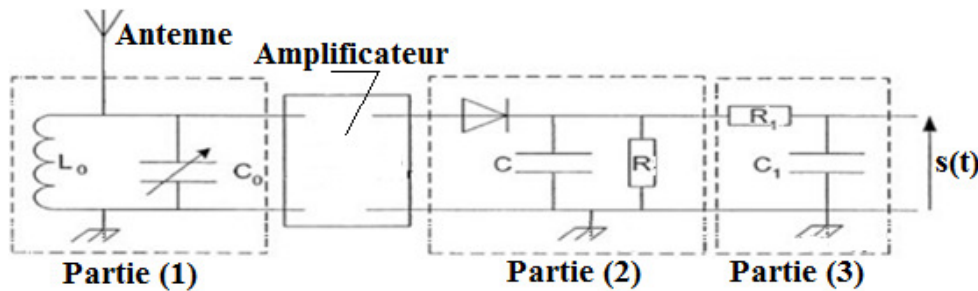 Antenne
Amplificateur
L₀
C₀
C
R
R₁
C₁
s(t)
Partie (1)
Partie (2)
Partie (3)